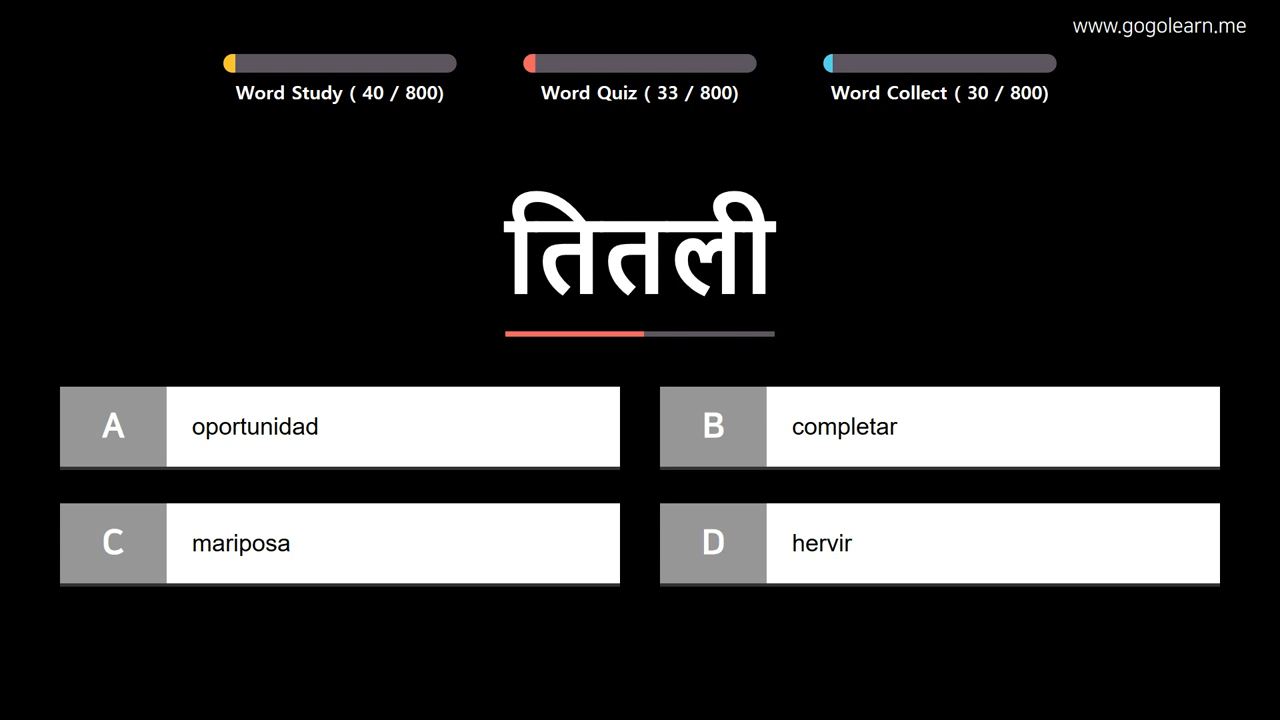 www.gogolearn.me
Word Study ( 40 / 800)
Word Quiz ( 33 / 800)
Word Collect ( 30 / 800)
तितली
A oportunidad
B completar
C mariposa
D hervir